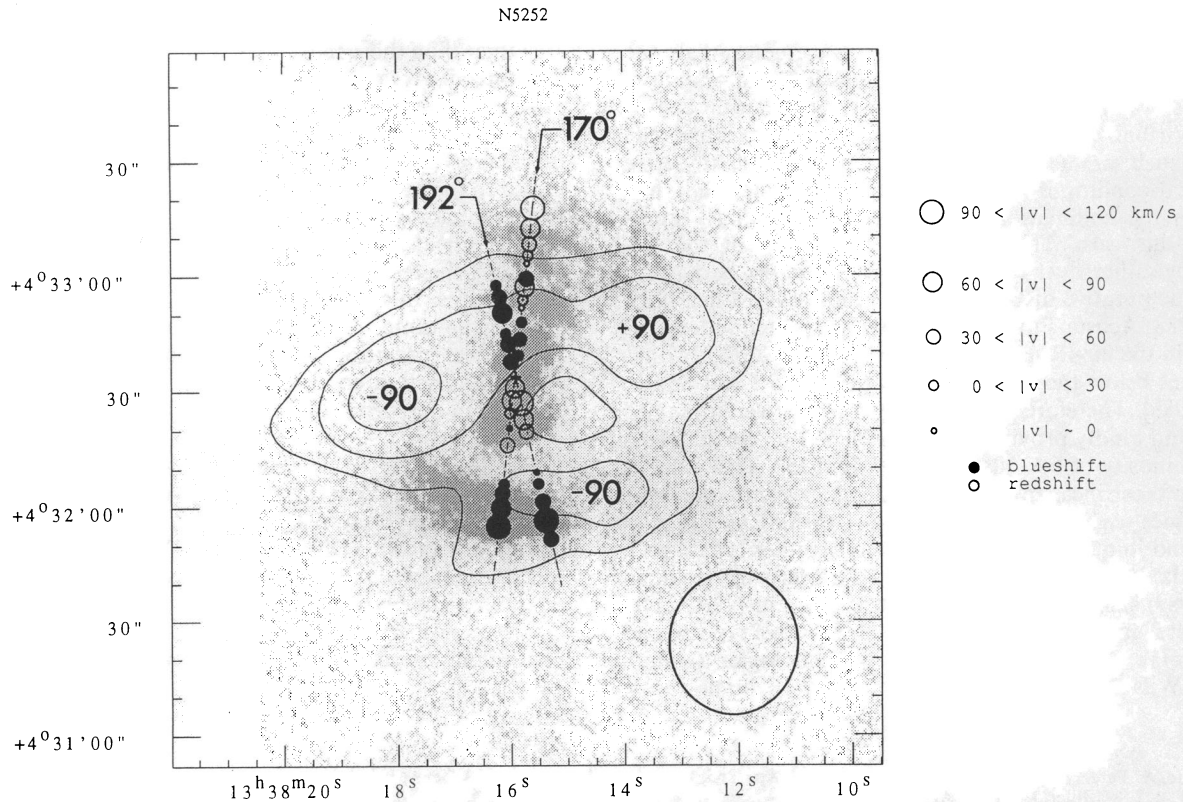 N5252
170°
30"
192°
90 < |v| < 120 km/s
+4°33'00"
60 < |v| < 90
+90
30 < |v| < 60
0 < |v| < 30
30"
-90
|v| ~ 0
blueshift
redshift
-90
+4°32'00"
30"
+4°31'00"
13ʰ38ᵐ20ˢ 18ˢ 16ˢ 14ˢ 12ˢ 10ˢ